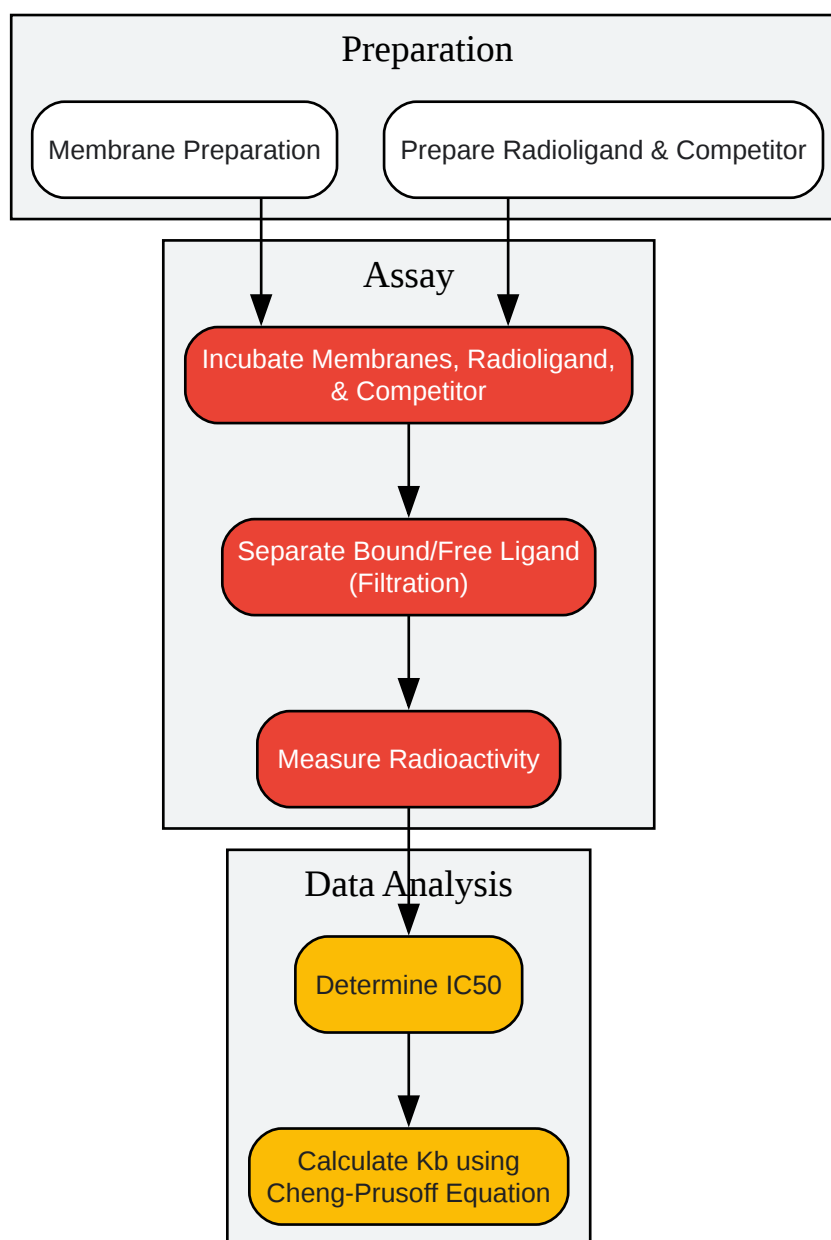 Preparation
Membrane Preparation
Prepare Radioligand & Competitor
Assay
Incubate Membranes, Radioligand,
& Competitor
Separate Bound/Free Ligand
(Filtration)
Measure Radioactivity
Data Analysis
Determine IC50
Calculate Kb using
Cheng-Prusoff Equation